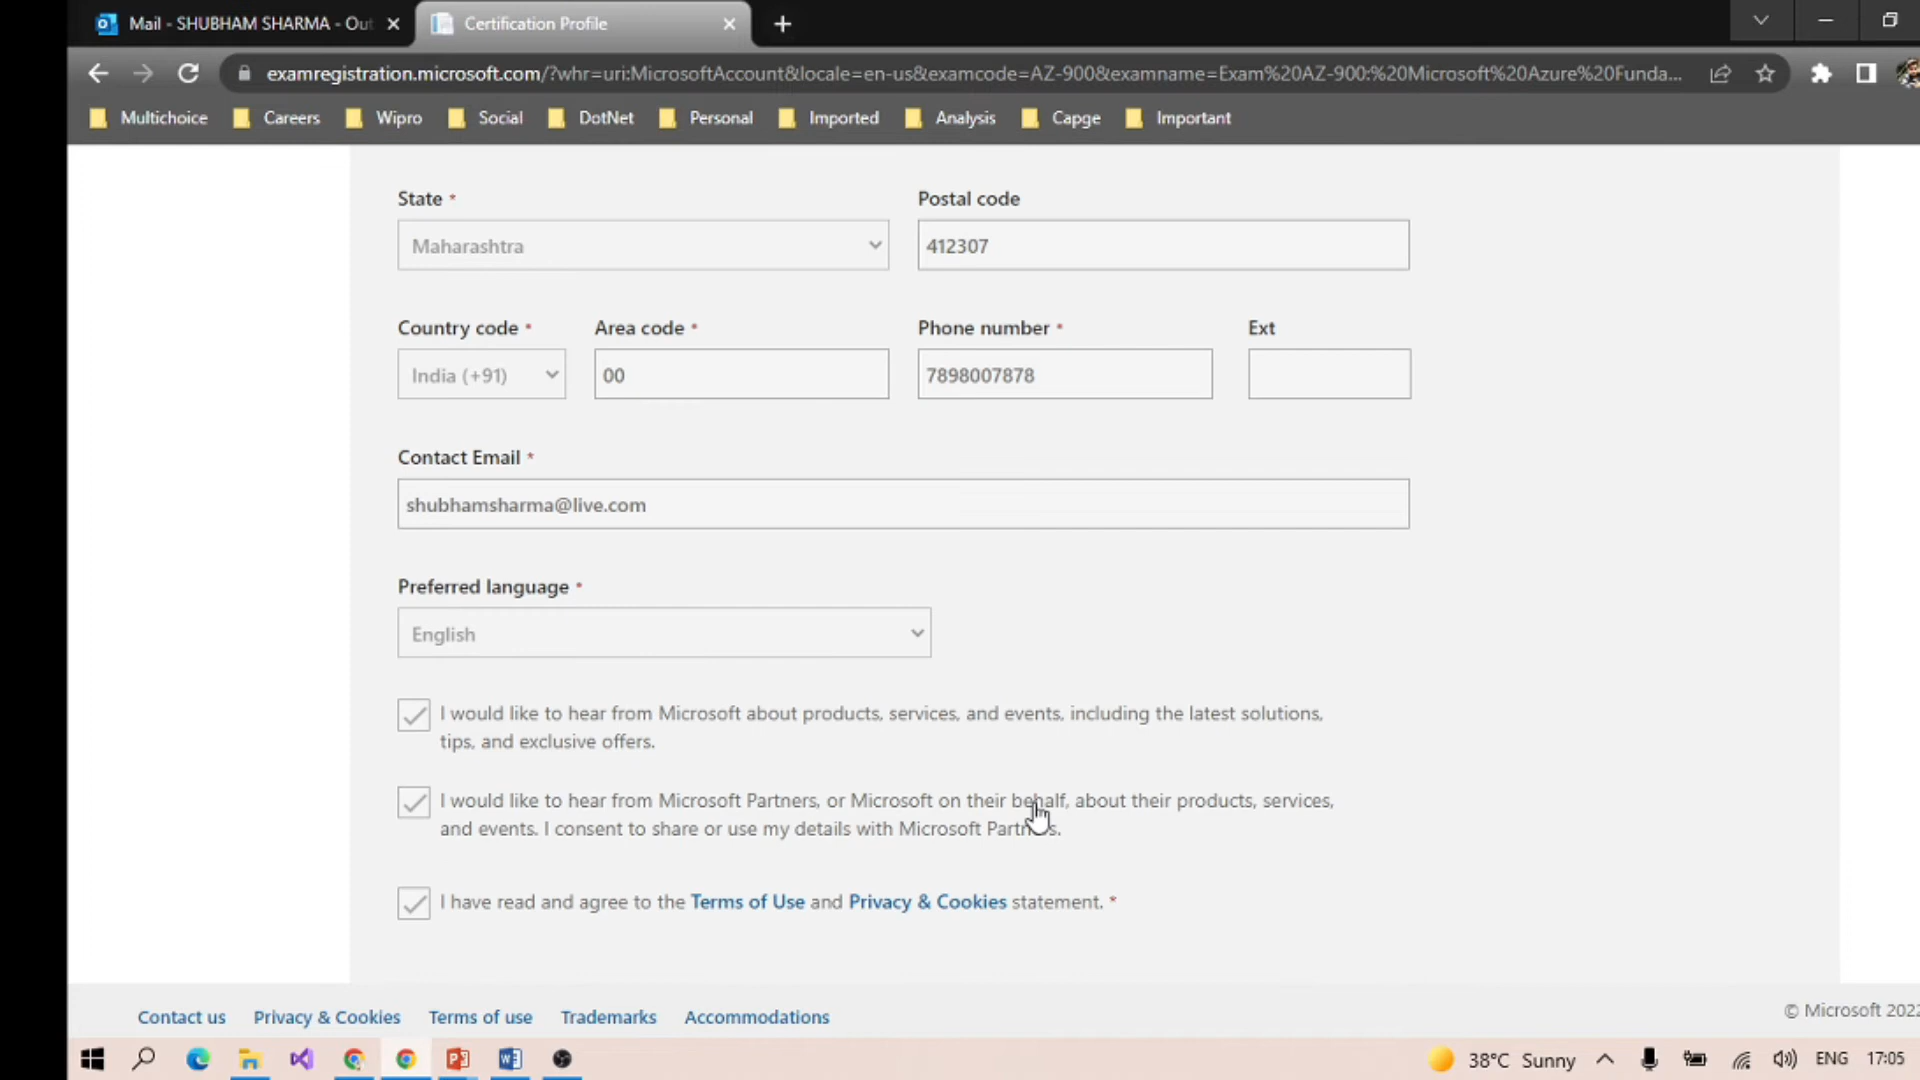 Mail - SHUBHAM SHARMA - Out
Certification Profile
examregistration.microsoft.com/?whr=uri:MicrosoftAccount&locale=en-us&examcode=AZ-900&examname=Exam%20AZ-900:%20Microsoft%20Azure%20Funda...
Multichoice Careers Wipro Social DotNet Personal Imported Analysis Capge Important
State * Postal code
Maharashtra 412307
Country code * Area code * Phone number * Ext
India (+91) 00 7898007878
Contact Email *
shubhamsharma@live.com
Preferred language *
English
I would like to hear from Microsoft about products, services, and events, including the latest solutions,
tips, and exclusive offers.
I would like to hear from Microsoft Partners, or Microsoft on their behalf, about their products, services,
and events. I consent to share or use my details with Microsoft Partners.
I have read and agree to the Terms of Use and Privacy & Cookies statement. *
Contact us Privacy & Cookies Terms of use Trademarks Accommodations © Microsoft 2022
38°C Sunny ENG 17:05